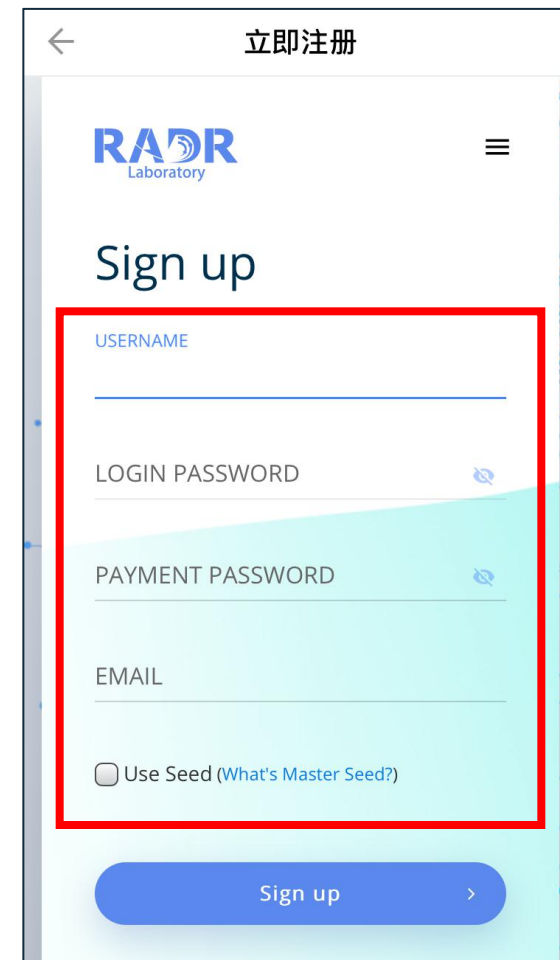 立即注册
RADR
Laboratory
Sign up
USERNAME
LOGIN PASSWORD
PAYMENT PASSWORD
EMAIL
Use Seed (What's Master Seed?)
Sign up